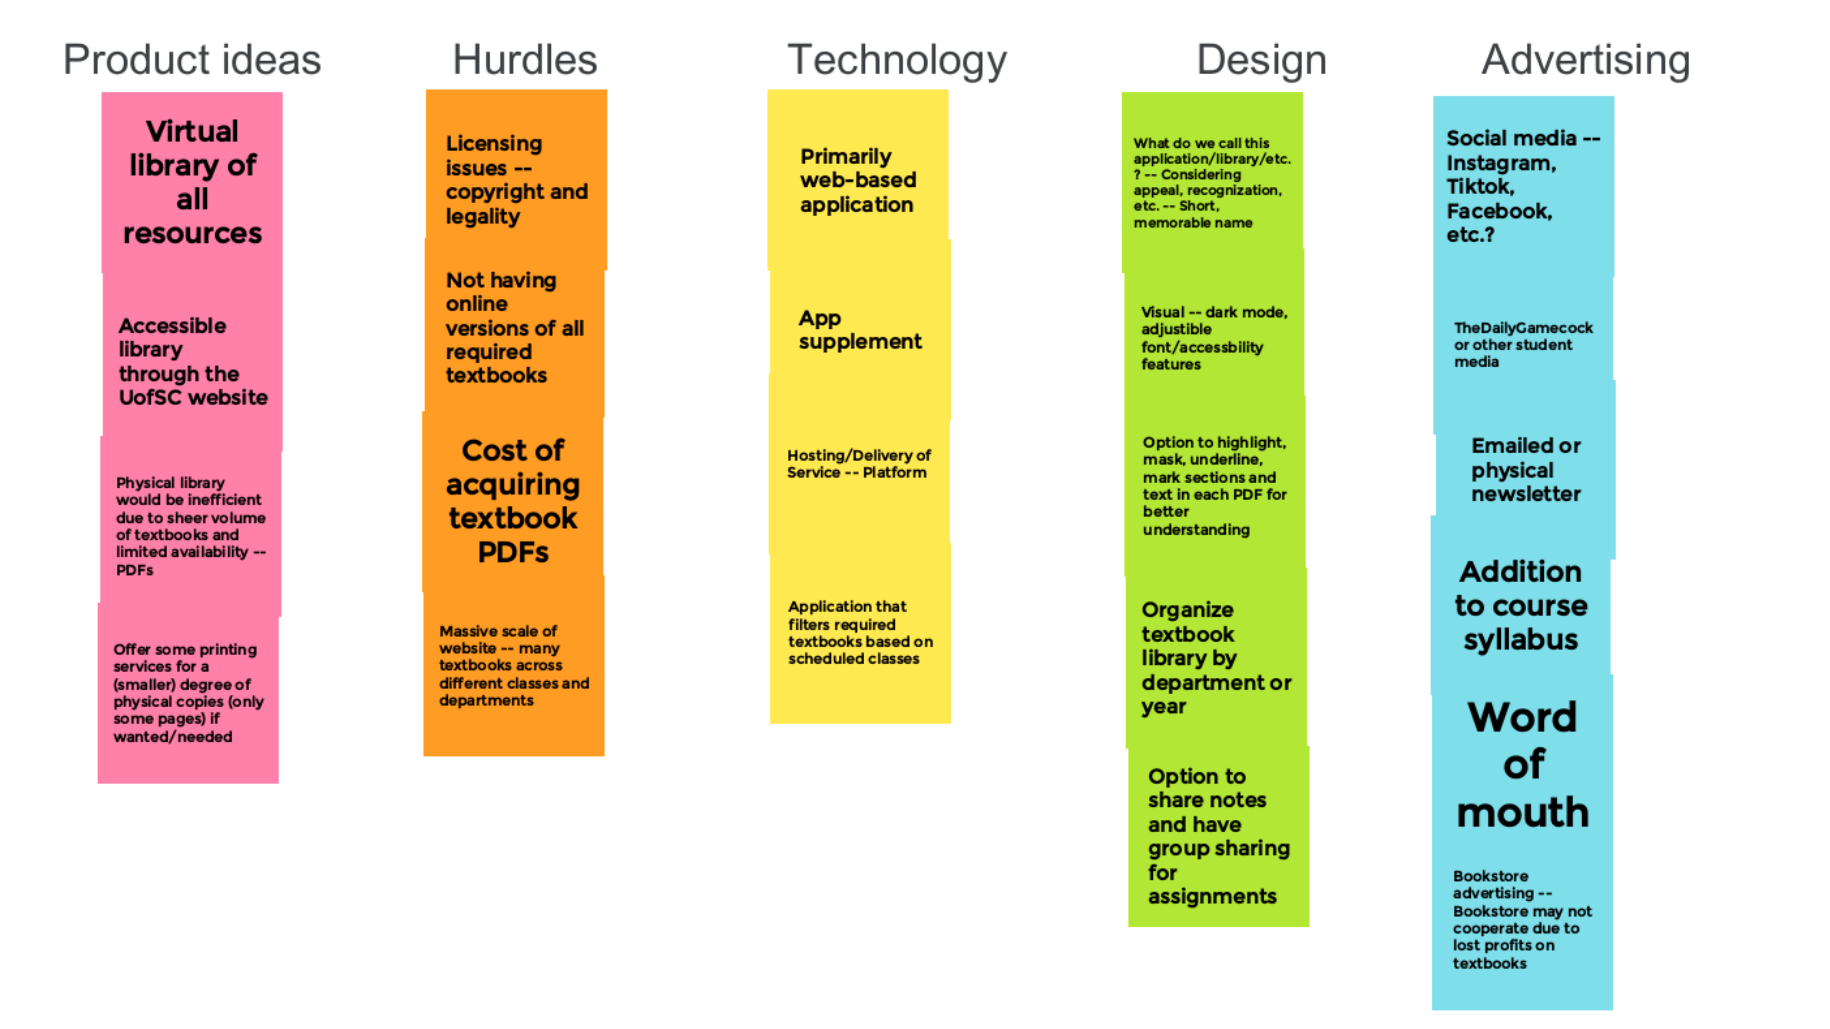 Product ideas
Virtual
library of
all
resources
Accessible
library
through the
UofSC website
Physical library
would be inefficient
due to sheer volume
of textbooks and
limited availability --
PDFs
Offer some printing
services for a
(smaller) degree of
physical copies (only
some pages) if
wanted/needed
Hurdles
Licensing
issues --
copyright and
legality
Not having
online
versions of all
required
textbooks
Cost of
acquiring
textbook
PDFs
Massive scale of
website -- many
textbooks across
different classes and
departments
Technology
Primarily
web-based
application
App
supplement
Hosting/Delivery of
Service -- Platform
Application that
filters required
textbooks based on
scheduled classes
Design
What do we call this
application/library/etc.
? -- Considering
appeal, recognization,
etc. -- Short,
memorable name
Visual -- dark mode,
adjustible
font/accessbility
features
Option to highlight,
mask, underline,
mark sections and
text in each PDF for
better
understanding
Organize
textbook
library by
department or
year
Option to
share notes
and have
group sharing
for
assignments
Advertising
Social media --
Instagram,
Tiktok,
Facebook,
etc.?
TheDailyGamecock
or other student
media
Emailed or
physical
newsletter
Addition
to course
syllabus
Word
of
mouth
Bookstore
advertising --
Bookstore may not
cooperate due to
lost profits on
textbooks